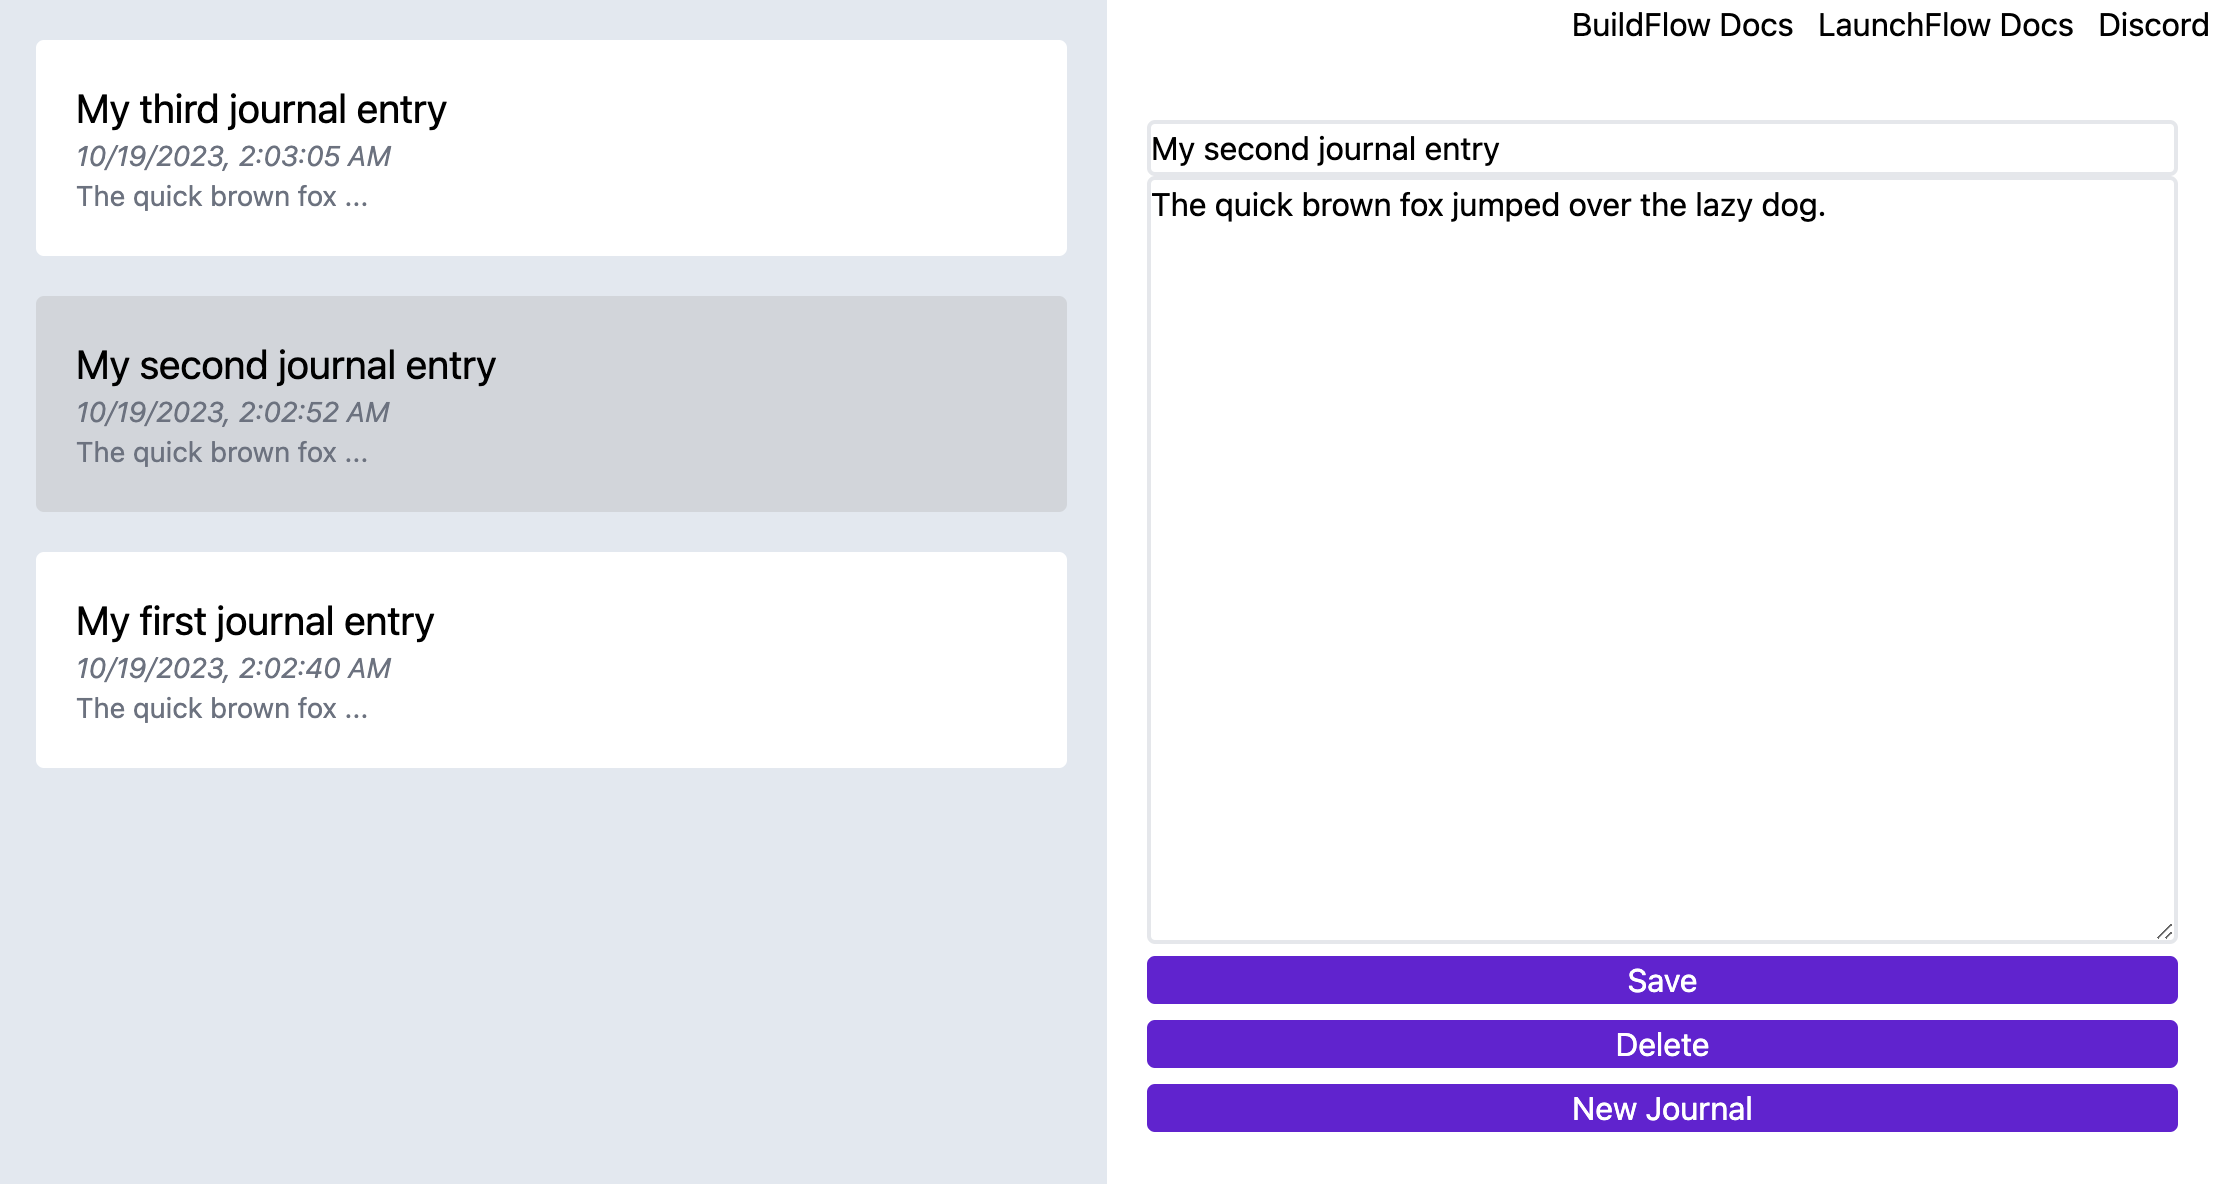 BuildFlow Docs LaunchFlow Docs Discord
My third journal entry
10/19/2023, 2:03:05 AM
The quick brown fox ...
My second journal entry
10/19/2023, 2:02:52 AM
The quick brown fox ...
My first journal entry
10/19/2023, 2:02:40 AM
The quick brown fox ...
My second journal entry
The quick brown fox jumped over the lazy dog.
Save
Delete
New Journal